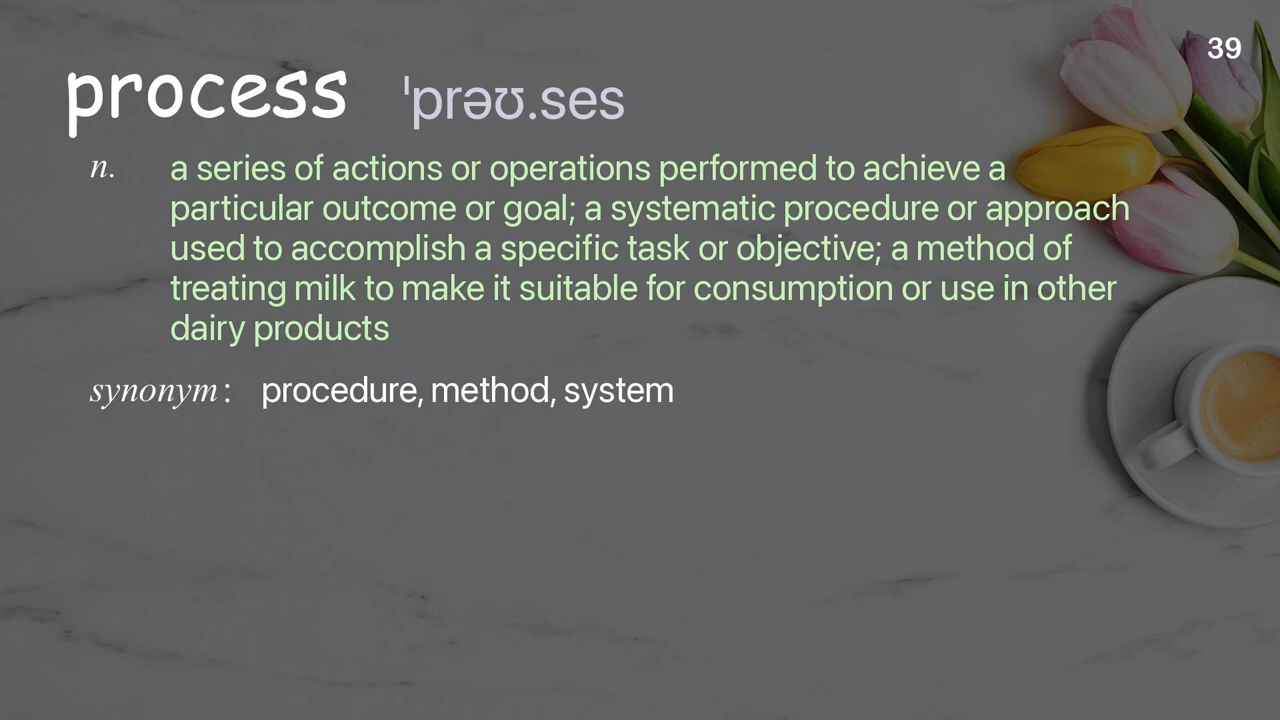 39
process ˈprəʊ.ses
n. a series of actions or operations performed to achieve a
particular outcome or goal; a systematic procedure or approach
used to accomplish a specific task or objective; a method of
treating milk to make it suitable for consumption or use in other
dairy products
synonym: procedure, method, system